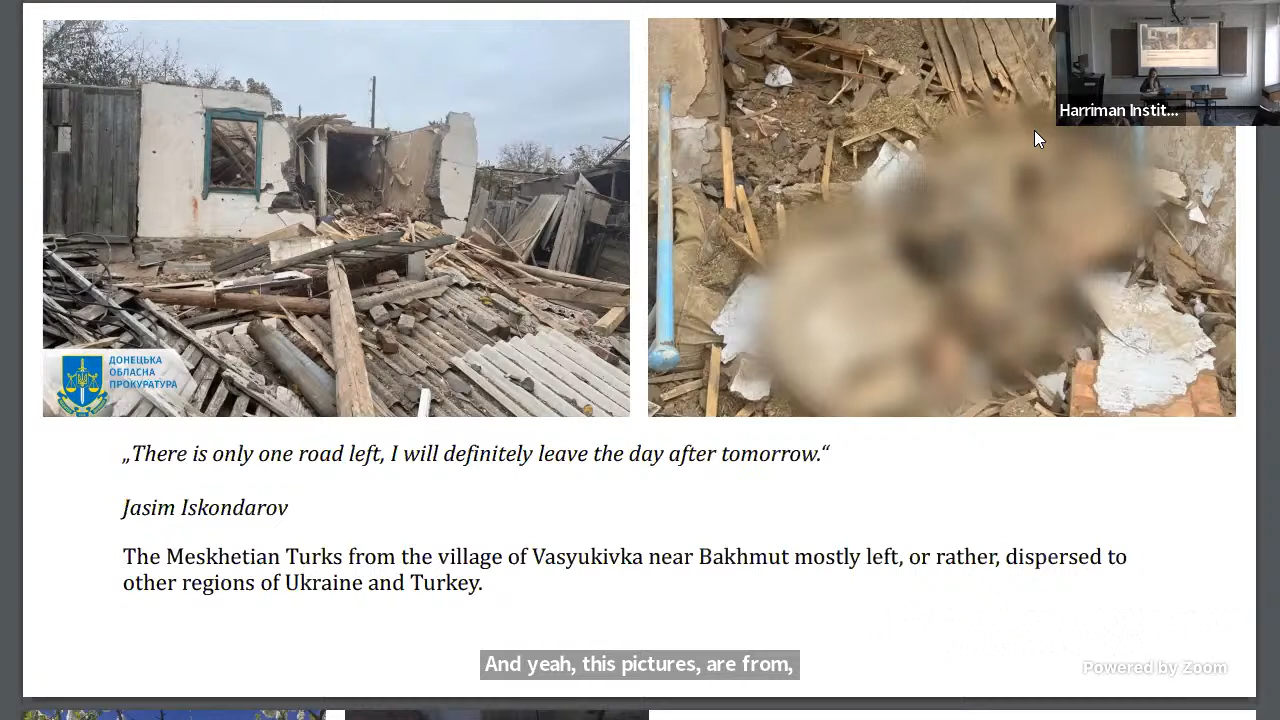 Harriman Instit...
ДОНЕЦЬКА
ОБЛАСНА
ПРОКУРАТУРА
„There is only one road left, I will definitely leave the day after tomorrow.“
Jasim Iskondarov
The Meskhetian Turks from the village of Vasyukivka near Bakhmut mostly left, or rather, dispersed to
other regions of Ukraine and Turkey.
And yeah, this pictures, are from,
Powered by Zoom